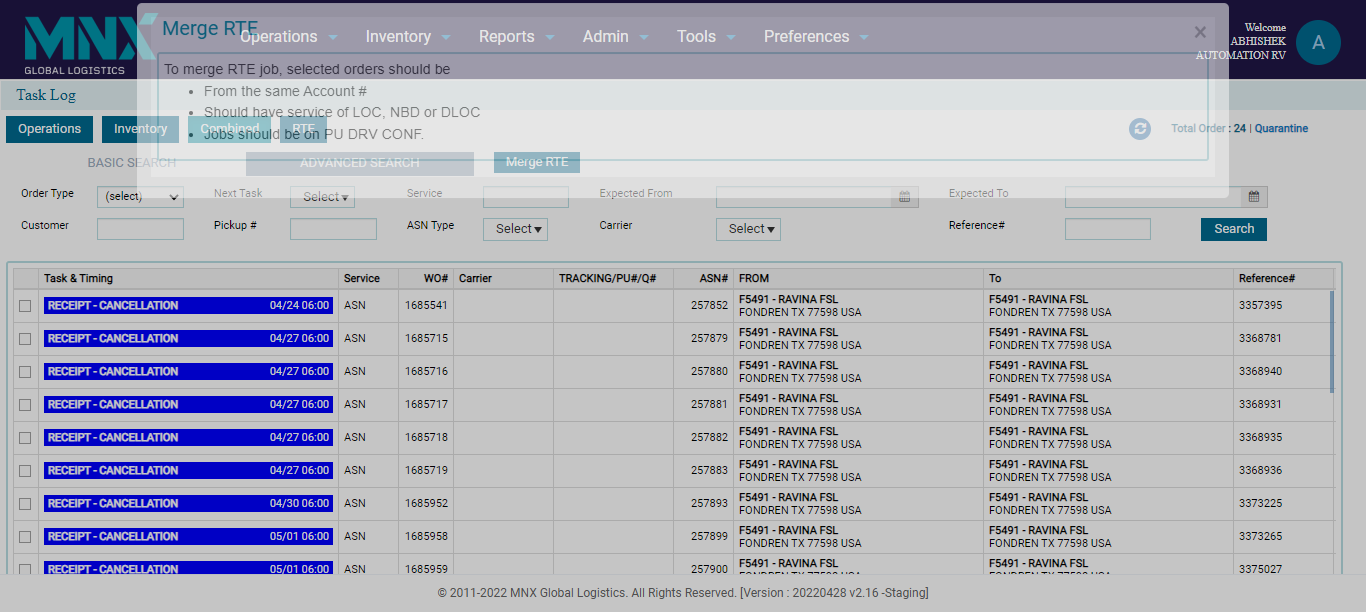 MNX
GLOBAL LOGISTICS
Merge RTE
Operations Inventory Reports Admin Tools Preferences
×
Welcome
ABHISHEK
AUTOMATION RV
A
To merge RTE job, selected orders should be
• From the same Account #
• Should have service of LOC, NBD or DLOC
• Jobs should be on PU DRV CONF.
Merge RTE
Task Log
Operations Inventory Combined RTE
Total Order : 24 | Quarantine
BASIC SEARCH ADVANCED SEARCH
Order Type (select) Next Task Select Service Expected From Expected To
Customer Pickup # ASN Type Select Carrier Select Reference# Search
Task & Timing Service WO# Carrier TRACKING/PU#/Q# ASN# FROM To Reference#
RECEIPT - CANCELLATION 04/24 06:00 ASN 1685541 257852 F5491 - RAVINA FSL F5491 - RAVINA FSL 3357395
FONDREN TX 77598 USA FONDREN TX 77598 USA
RECEIPT - CANCELLATION 04/27 06:00 ASN 1685715 257879 F5491 - RAVINA FSL F5491 - RAVINA FSL 3368781
FONDREN TX 77598 USA FONDREN TX 77598 USA
RECEIPT - CANCELLATION 04/27 06:00 ASN 1685716 257880 F5491 - RAVINA FSL F5491 - RAVINA FSL 3368940
FONDREN TX 77598 USA FONDREN TX 77598 USA
RECEIPT - CANCELLATION 04/27 06:00 ASN 1685717 257881 F5491 - RAVINA FSL F5491 - RAVINA FSL 3368931
FONDREN TX 77598 USA FONDREN TX 77598 USA
RECEIPT - CANCELLATION 04/27 06:00 ASN 1685718 257882 F5491 - RAVINA FSL F5491 - RAVINA FSL 3368935
FONDREN TX 77598 USA FONDREN TX 77598 USA
RECEIPT - CANCELLATION 04/27 06:00 ASN 1685719 257883 F5491 - RAVINA FSL F5491 - RAVINA FSL 3368936
FONDREN TX 77598 USA FONDREN TX 77598 USA
RECEIPT - CANCELLATION 04/30 06:00 ASN 1685952 257893 F5491 - RAVINA FSL F5491 - RAVINA FSL 3373225
FONDREN TX 77598 USA FONDREN TX 77598 USA
RECEIPT - CANCELLATION 05/01 06:00 ASN 1685958 257899 F5491 - RAVINA FSL F5491 - RAVINA FSL 3373265
FONDREN TX 77598 USA FONDREN TX 77598 USA
RECEIPT - CANCELLATION 05/01 06:00 ASN 1685959 257900 F5491 - RAVINA FSL F5491 - RAVINA FSL 3375027
© 2011-2022 MNX Global Logistics. All Rights Reserved. [Version : 20220428 v2.16 -Staging]